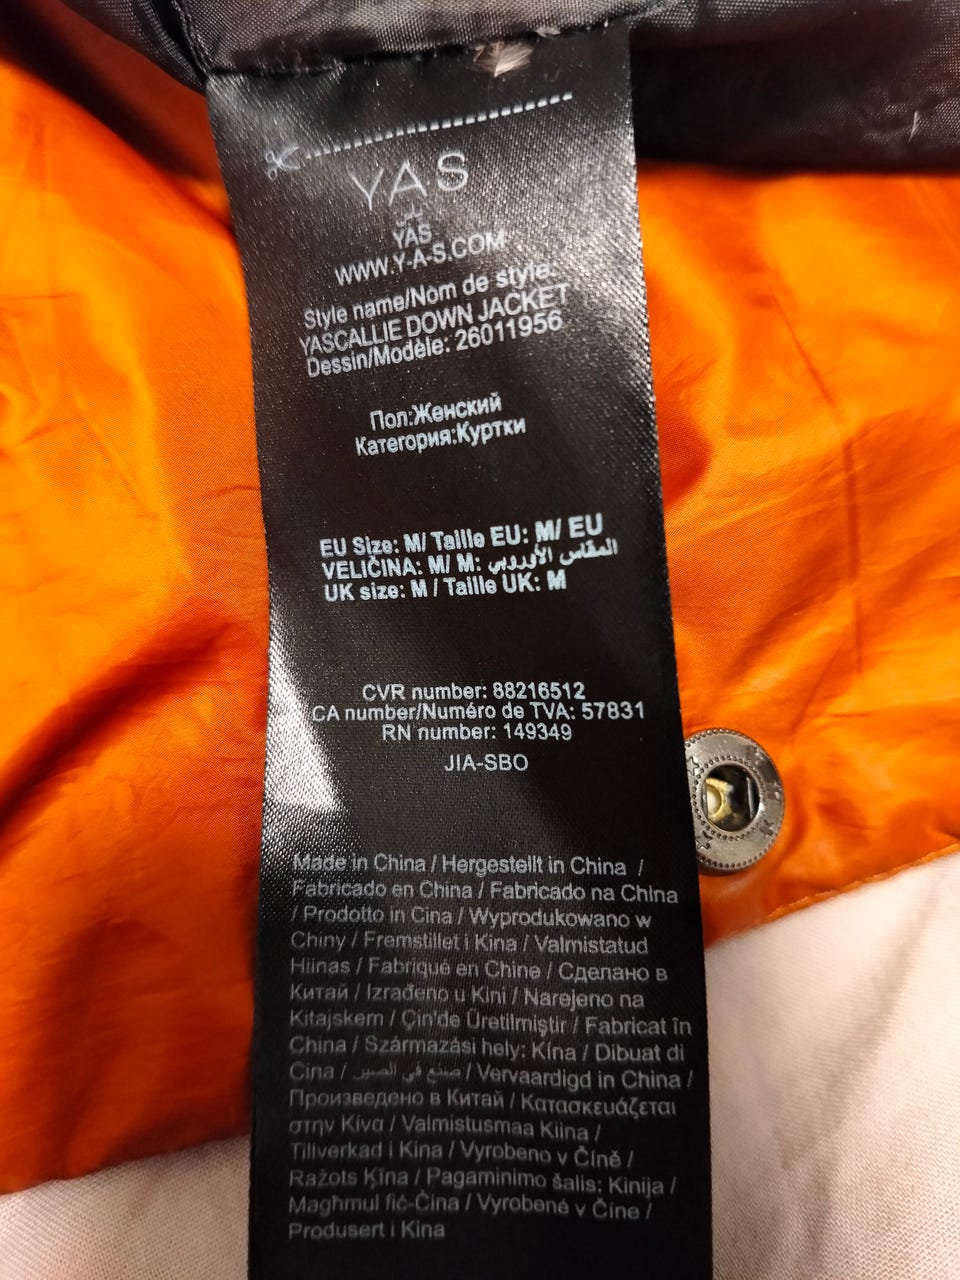 YAS
YAS
WWW.Y-A-S.COM
Style name/Nom de style:
YASCALLIE DOWN JACKET
Dessin/Modèle: 26011956
Пол:Женский
Категория:Куртки
EU Size: M/ Taille EU: M/ EU
VELIČINA: M/ M: المقاس الأوروبي
UK size: M / Taille UK: M
CVR number: 88216512
CA number/Numéro de TVA: 57831
RN number: 149349
JIA-SBO
Made in China / Hergestellt in China /
Fabricado en China / Fabricado na China
/ Prodotto in Cina / Wyprodukowano w
Chiny / Fremstillet i Kina / Valmistatud
Hiinas / Fabriqué en Chine / Сделано в
Китай / Izrađeno u Kini / Narejeno na
Kitajskem / Çin'de Üretilmiştir / Fabricat în
China / Származási hely: Kína / Dibuat di
Cina / صنع في الصين / Vervaardigd in China /
Произведено в Китай / Κατασκευάζεται
στην Κίνα / Valmistusmaa Kiina /
Tillverkad i Kina / Vyrobeno v Číně /
Ražots Ķīna / Pagaminimo šalis: Kinija /
Magħmul fiċ-Ċina / Vyrobené v Číne /
Produsert i Kina